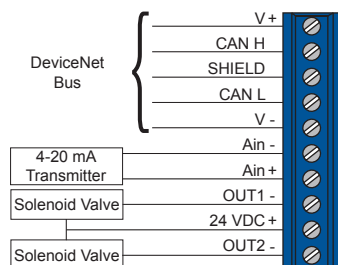 V+
CAN H
SHIELD
CAN L
V -
DeviceNet
Bus
Ain -
Ain +
4-20 mA
Transmitter
OUT1 -
Solenoid Valve
24 VDC +
OUT2 -
Solenoid Valve